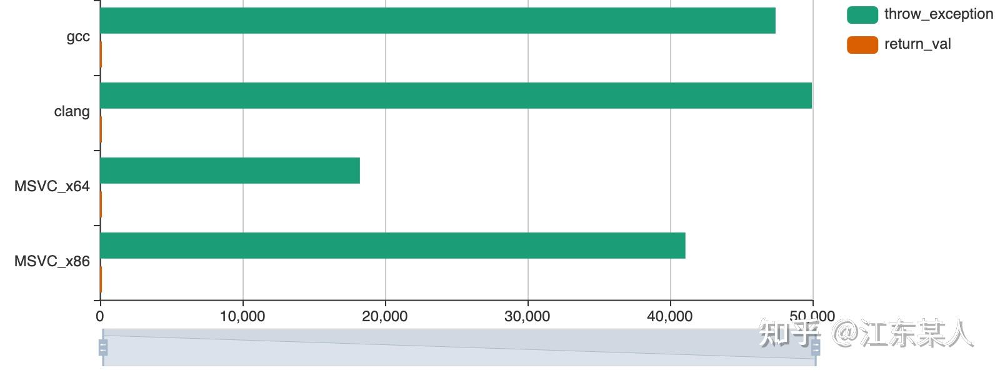 throw_exception
return_val
gcc
clang
MSVC_x64
MSVC_x86
0 10,000 20,000 30,000 40,000 50,000
知乎 @江东某人